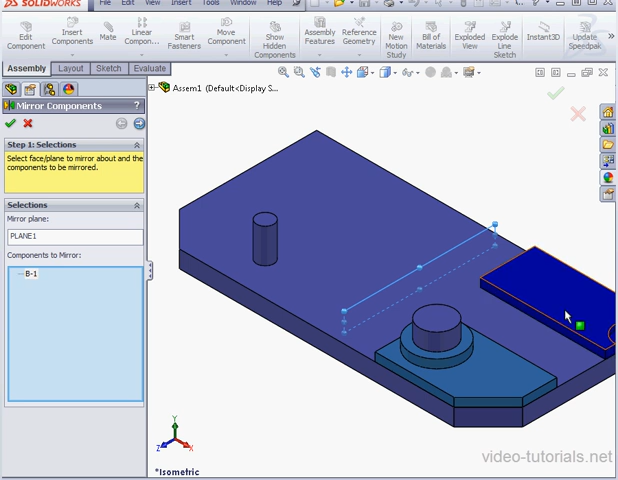 SOLIDWORKS File Edit View Insert Tools Window Help
Edit Component
Insert Components
Mate
Linear Compon...
Smart Fasteners
Move Component
Show Hidden Components
Assembly Features
Reference Geometry
New Motion Study
Bill of Materials
Exploded View
Explode Line Sketch
Instant3D
Update Speedpak
Assembly Layout Sketch Evaluate
Assem1 (Default<Display S...
Mirror Components ?
Step 1: Selections
Select face/plane to mirror about and the
components to be mirrored.
Selections
Mirror plane:
PLANE1
Components to Mirror:
B-1
Y
Z X
*Isometric
video-tutorials.net